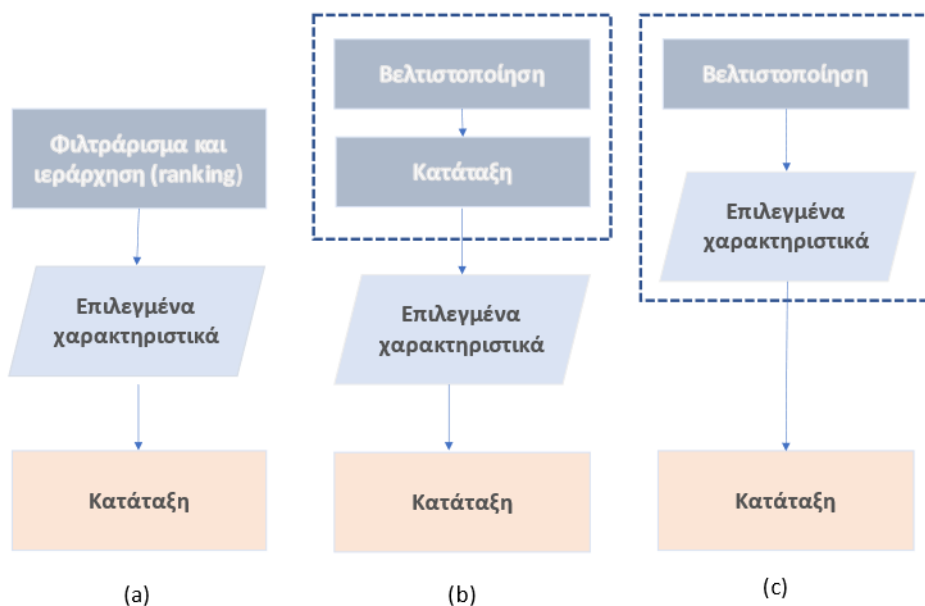 Φιλτράρισμα και
ιεράρχηση (ranking)
Επιλεγμένα
χαρακτηριστικά
Κατάταξη
(a)
Βελτιστοποίηση
Κατάταξη
Επιλεγμένα
χαρακτηριστικά
Κατάταξη
(b)
Βελτιστοποίηση
Επιλεγμένα
χαρακτηριστικά
Κατάταξη
(c)